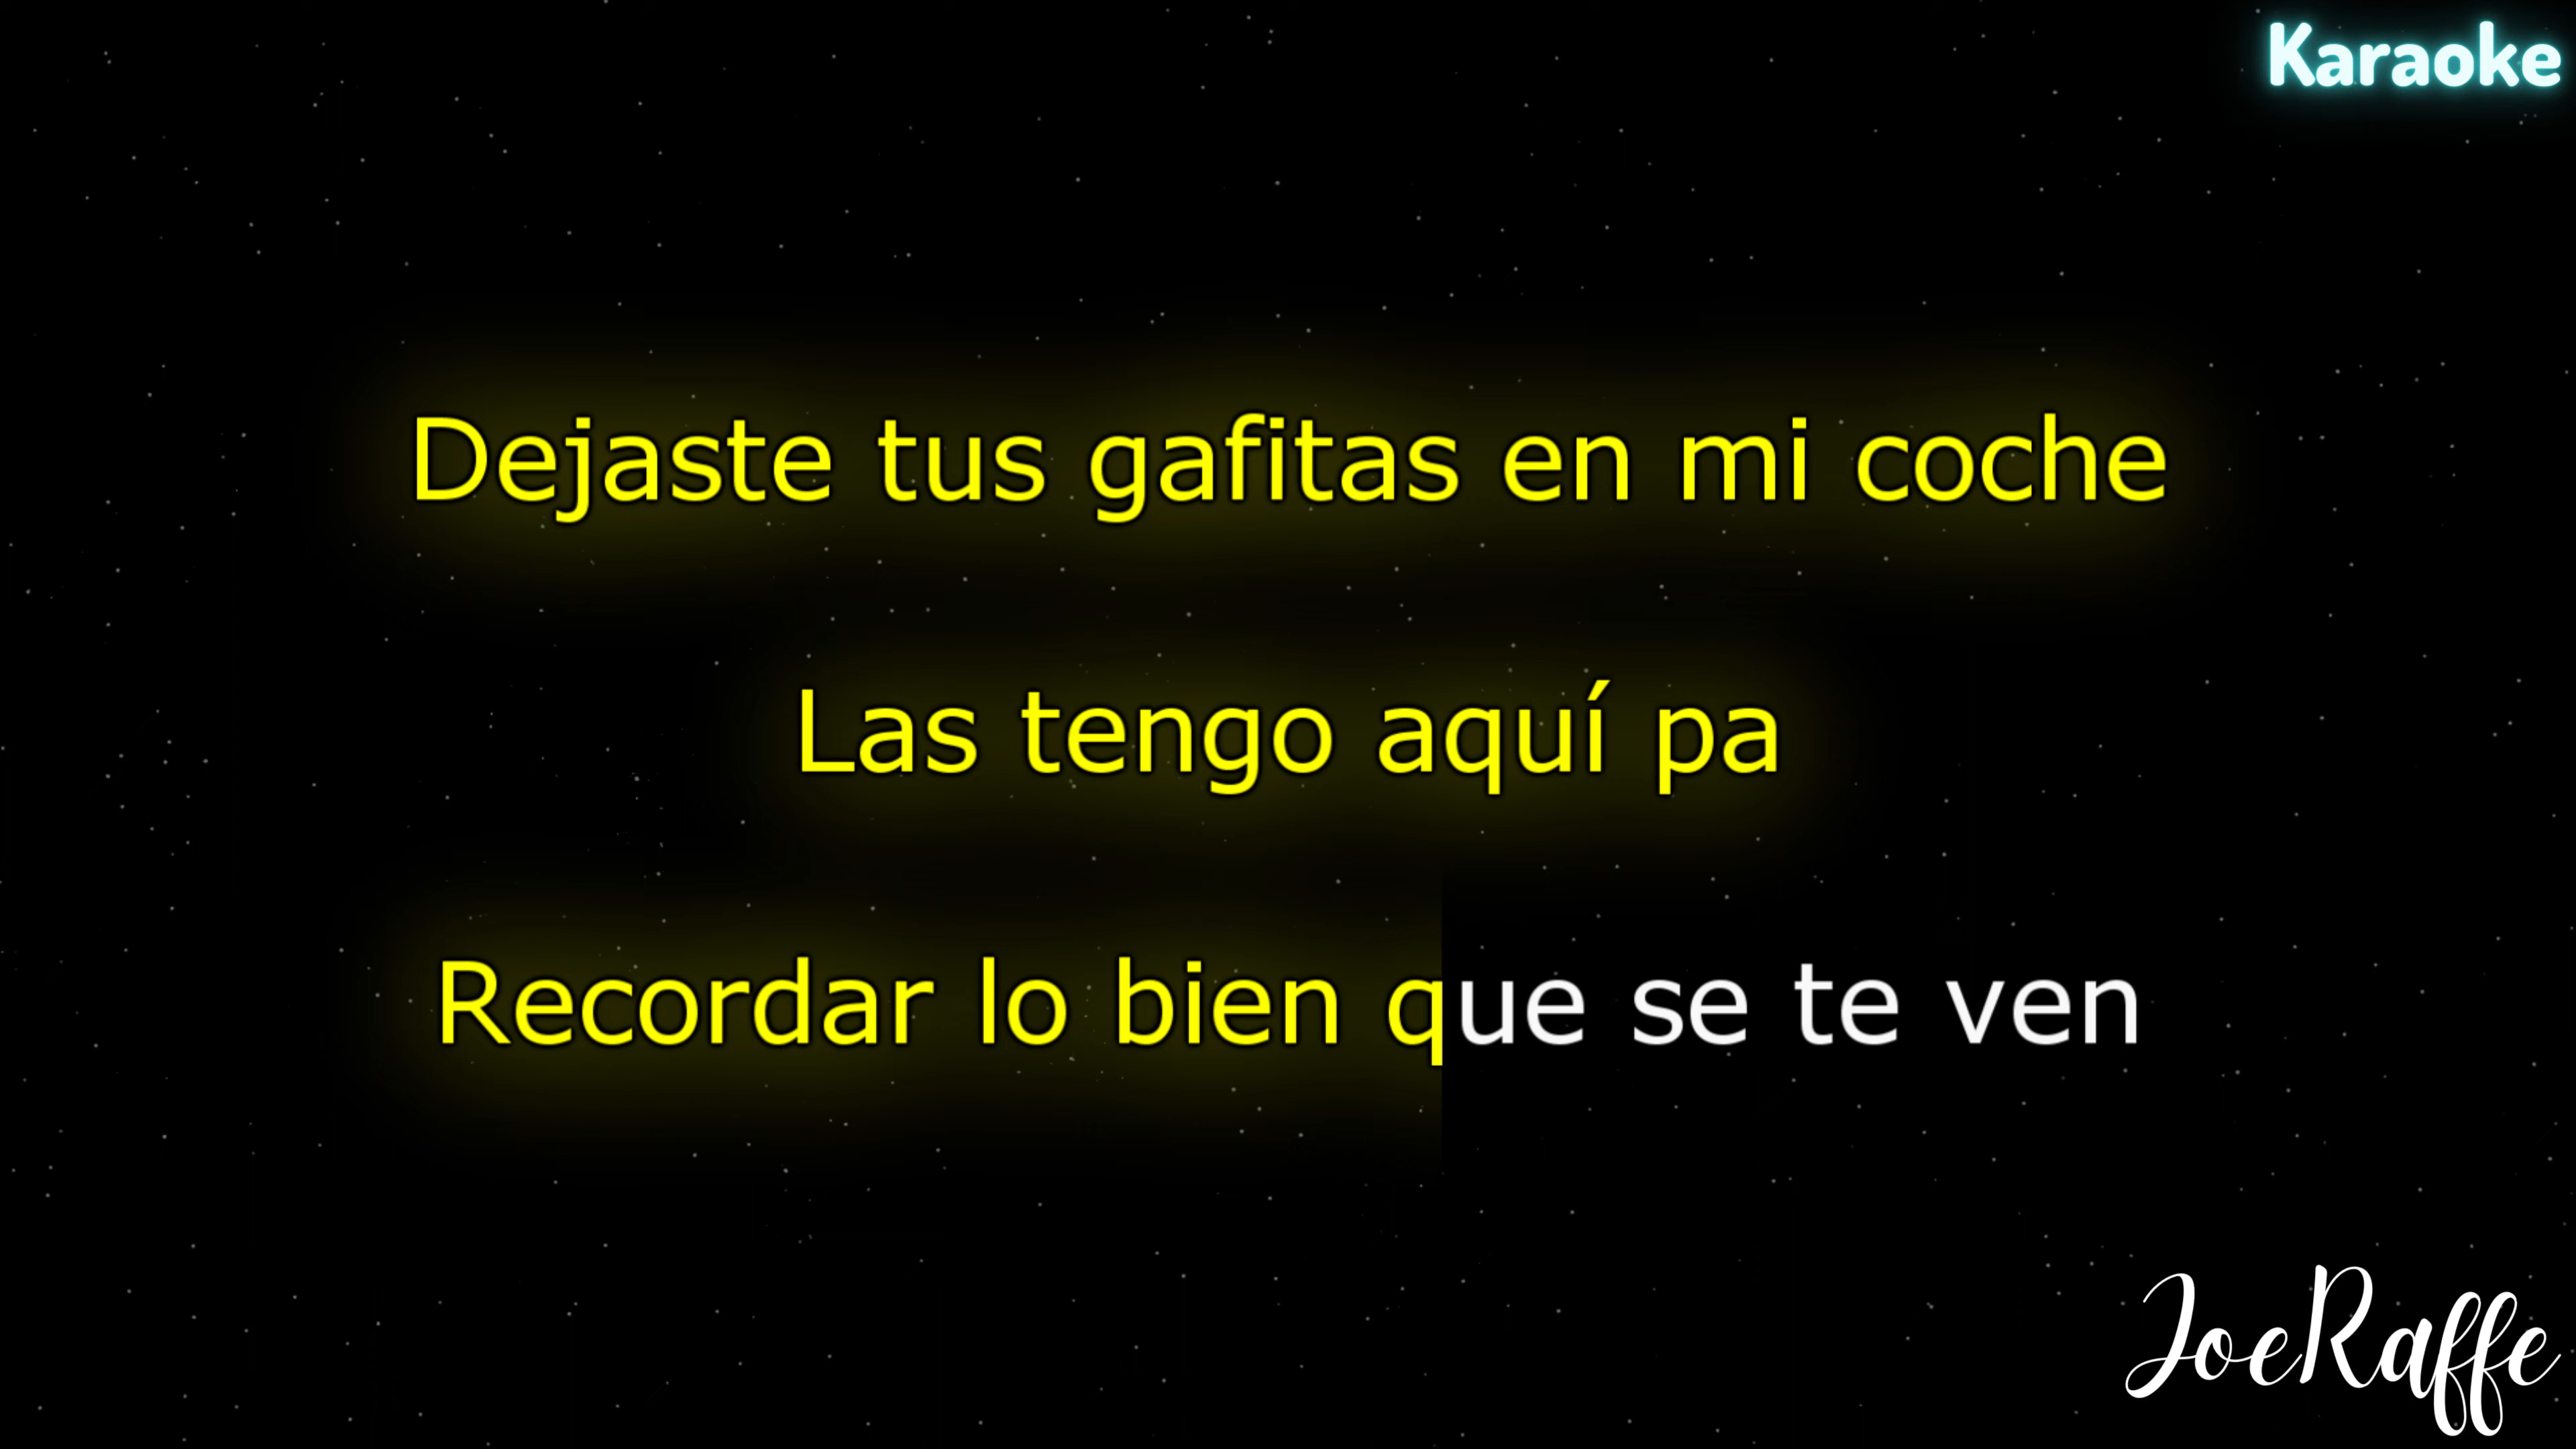 Karaoke
Dejaste tus gafitas en mi coche
Las tengo aquí pa
Recordar lo bien que se te ven
JoeRaffe